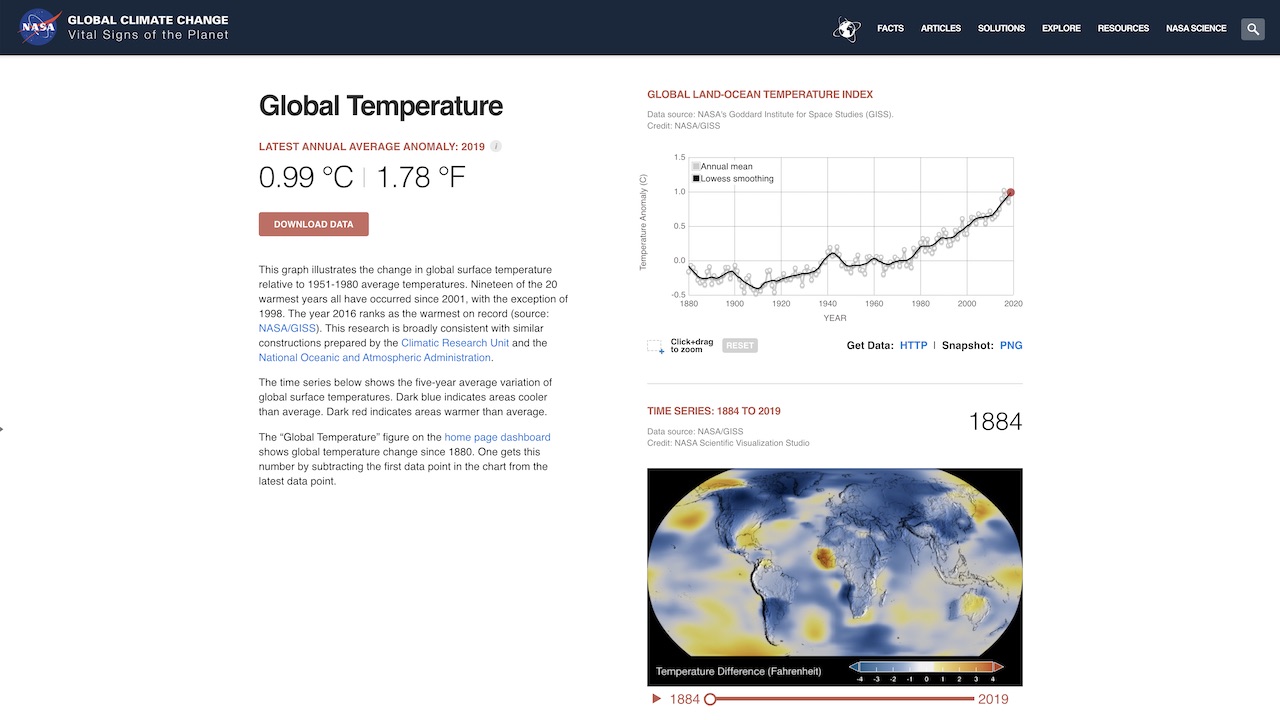 NASA
GLOBAL CLIMATE CHANGE
Vital Signs of the Planet
FACTS ARTICLES SOLUTIONS EXPLORE RESOURCES NASA SCIENCE
Global Temperature
LATEST ANNUAL AVERAGE ANOMALY: 2019 i
0.99 °C | 1.78 °F
DOWNLOAD DATA
This graph illustrates the change in global surface temperature
relative to 1951-1980 average temperatures. Nineteen of the 20
warmest years all have occurred since 2001, with the exception of
1998. The year 2016 ranks as the warmest on record (source:
NASA/GISS). This research is broadly consistent with similar
constructions prepared by the Climatic Research Unit and the
National Oceanic and Atmospheric Administration.
The time series below shows the five-year average variation of
global surface temperatures. Dark blue indicates areas cooler
than average. Dark red indicates areas warmer than average.
The “Global Temperature” figure on the home page dashboard
shows global temperature change since 1880. One gets this
number by subtracting the first data point in the chart from the
latest data point.
GLOBAL LAND-OCEAN TEMPERATURE INDEX
Data source: NASA's Goddard Institute for Space Studies (GISS).
Credit: NASA/GISS
Temperature Anomaly (C)
1.5
1.0
0.5
0.0
-0.5
Annual mean
Lowess smoothing
1880 1900 1920 1940 1960 1980 2000 2020
YEAR
Click+drag
to zoom
RESET
Get Data: HTTP | Snapshot: PNG
TIME SERIES: 1884 TO 2019
1884
Data source: NASA/GISS
Credit: NASA Scientific Visualization Studio
Temperature Difference (Fahrenheit)
-4 -3 -2 -1 0 1 2 3 4
1884 2019